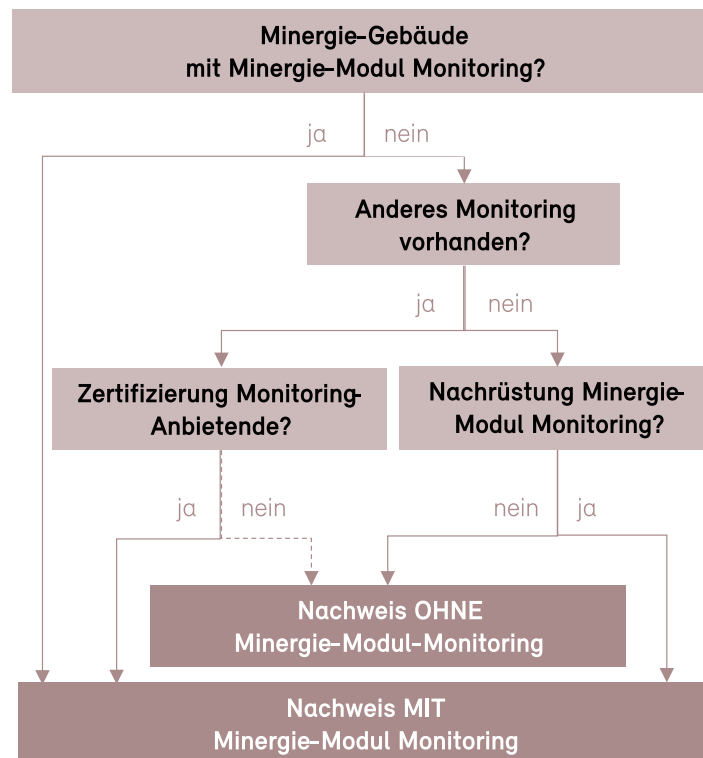 Minergie-Gebäude
mit Minergie-Modul Monitoring?
ja
nein
Anderes Monitoring
vorhanden?
ja
nein
Zertifizierung Monitoring-
Anbietende?
Nachrüstung Minergie-
Modul Monitoring?
ja
nein
nein
ja
Nachweis OHNE
Minergie-Modul-Monitoring
Nachweis MIT
Minergie-Modul Monitoring